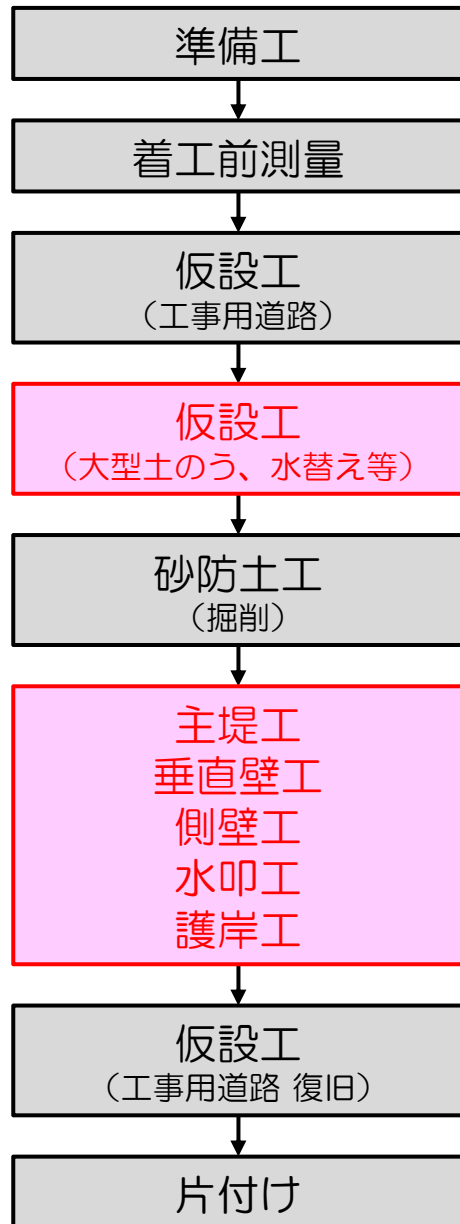 準備工
着工前測量
仮設工
（工事用道路）
仮設工
（大型土のう、水替え等）
砂防土工
（掘削）
主堤工
垂直壁工
側壁工
水叩工
護岸工
仮設工
（工事用道路 復旧）
片付け